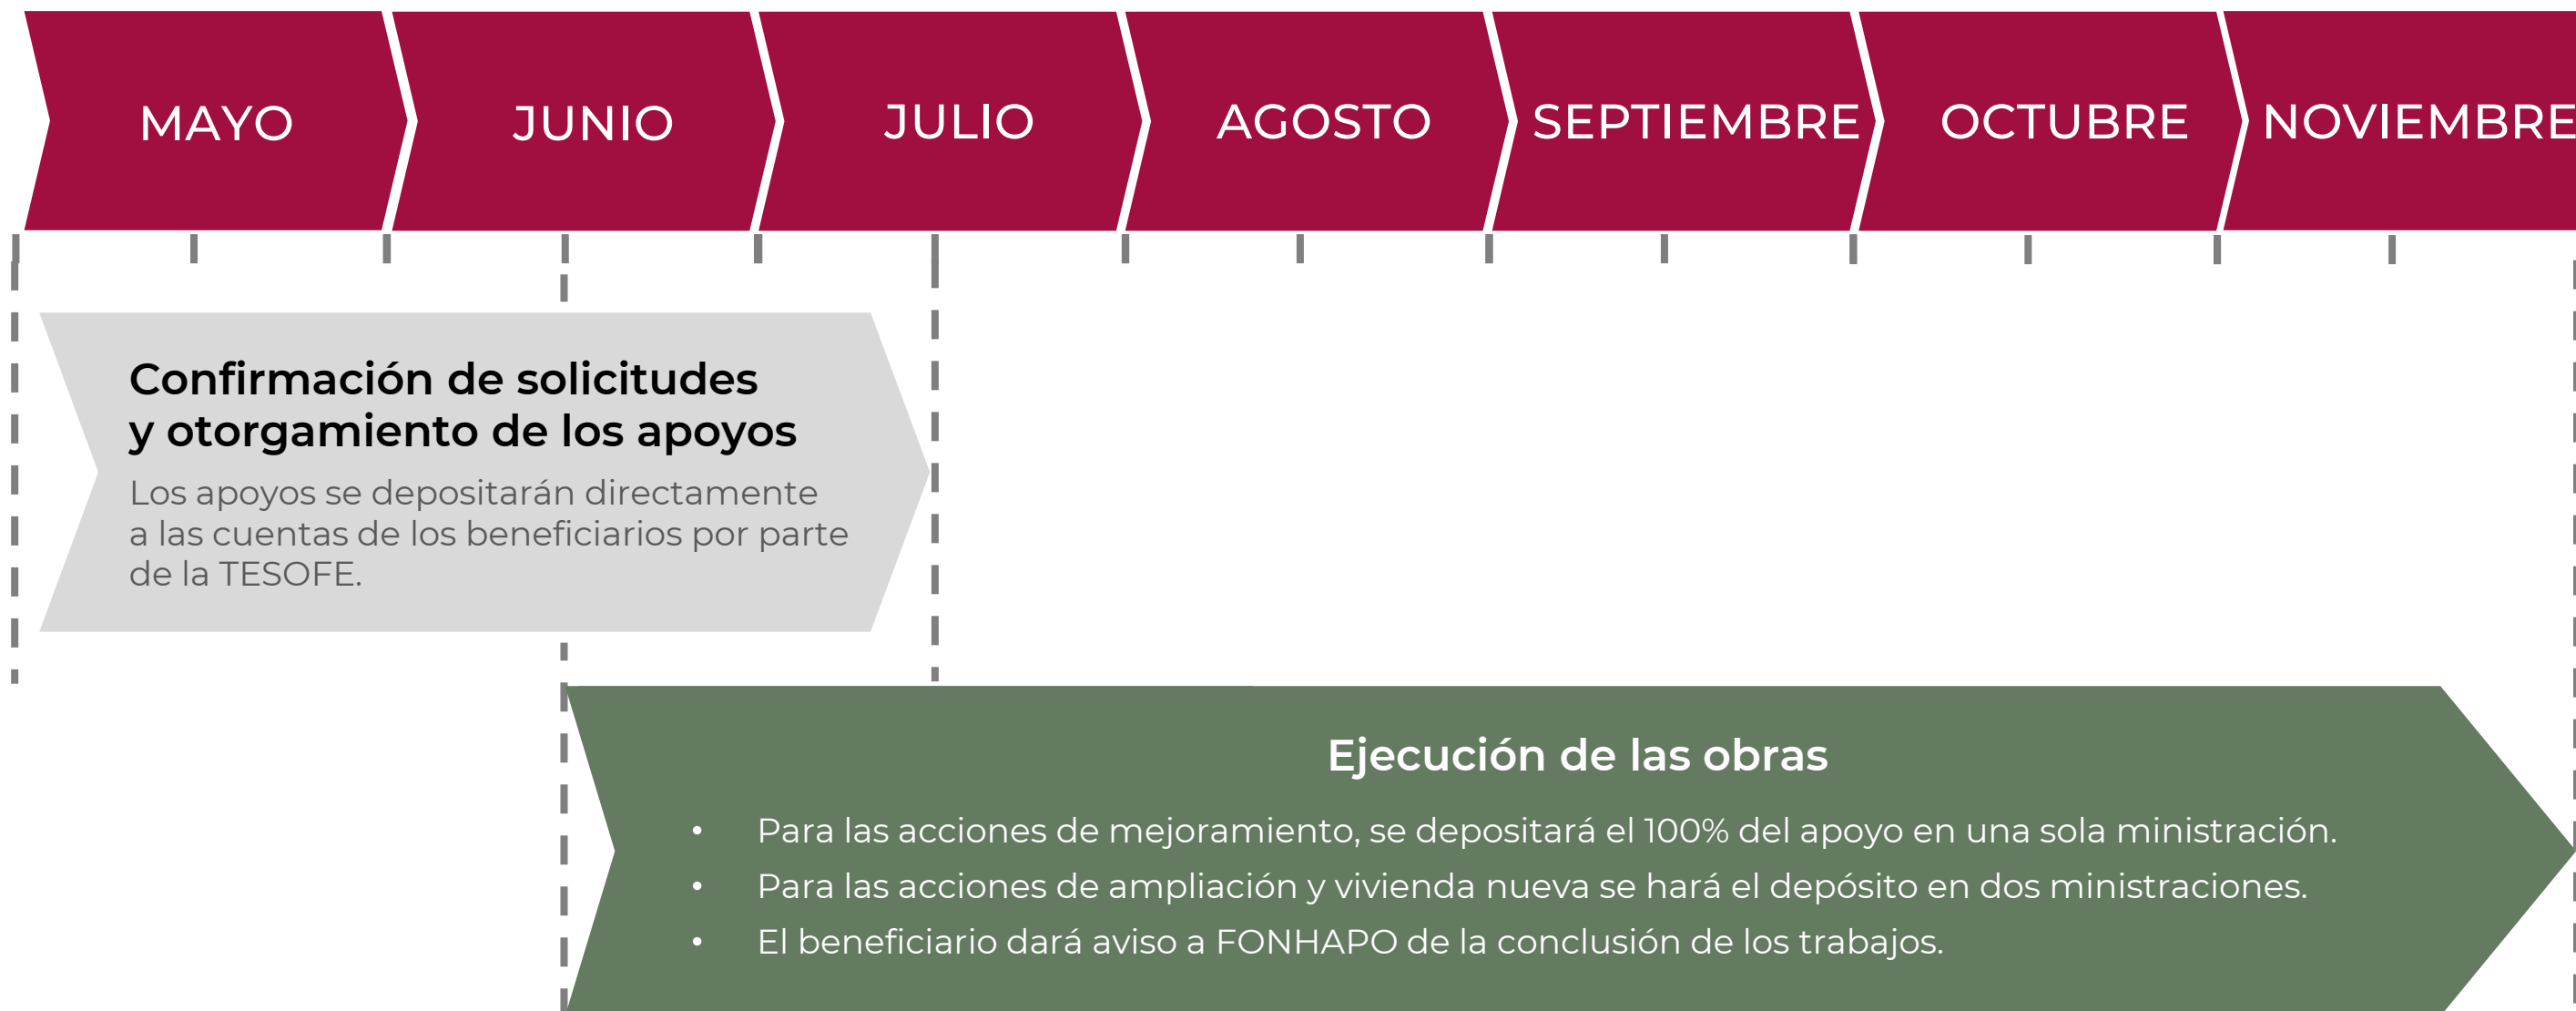 MAYO
JUNIO
JULIO
AGOSTO
SEPTIEMBRE
OCTUBRE
NOVIEMBRE
Confirmación de solicitudes
y otorgamiento de los apoyos
Los apoyos se depositarán directamente
a las cuentas de los beneficiarios por parte
de la TESOFE.
Ejecución de las obras
• Para las acciones de mejoramiento, se depositará el 100% del apoyo en una sola ministración.
• Para las acciones de ampliación y vivienda nueva se hará el depósito en dos ministraciones.
• El beneficiario dará aviso a FONHAPO de la conclusión de los trabajos.